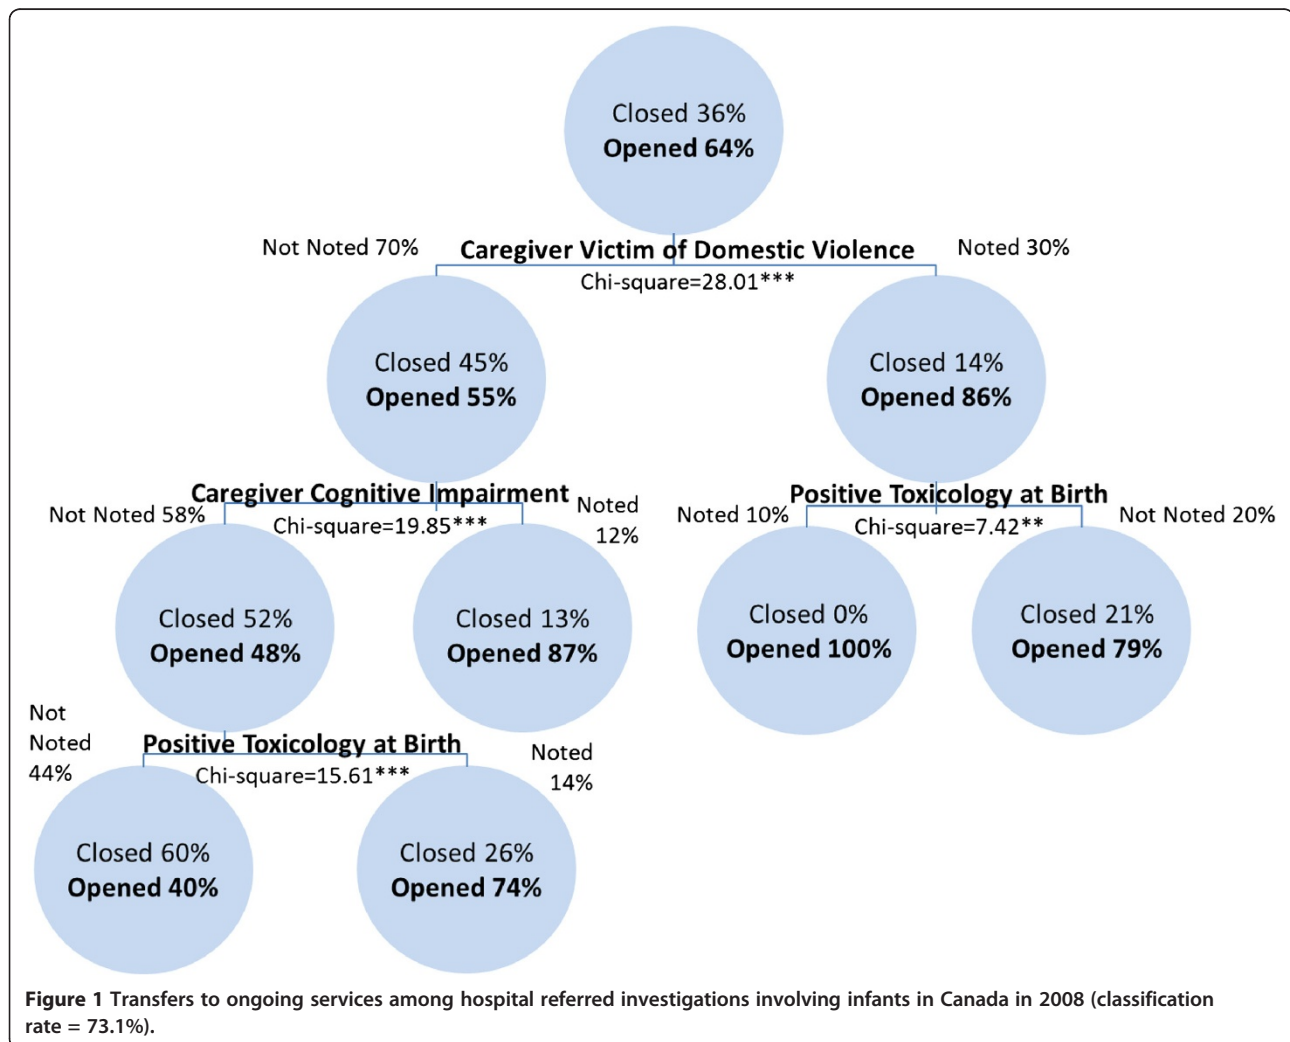 Closed 36%
Opened 64%
Not Noted 70%
Caregiver Victim of Domestic Violence
Noted 30%
Chi-square=28.01***
Closed 45%
Opened 55%
Closed 14%
Opened 86%
Caregiver Cognitive Impairment
Not Noted 58%
Chi-square=19.85***
Noted
12%
Positive Toxicology at Birth
Noted 10%
Chi-square=7.42**
Not Noted 20%
Closed 52%
Opened 48%
Closed 13%
Opened 87%
Closed 0%
Opened 100%
Closed 21%
Opened 79%
Not
Noted
44%
Positive Toxicology at Birth
Chi-square=15.61***
Noted
14%
Closed 60%
Opened 40%
Closed 26%
Opened 74%
Figure 1 Transfers to ongoing services among hospital referred investigations involving infants in Canada in 2008 (classification
rate = 73.1%).